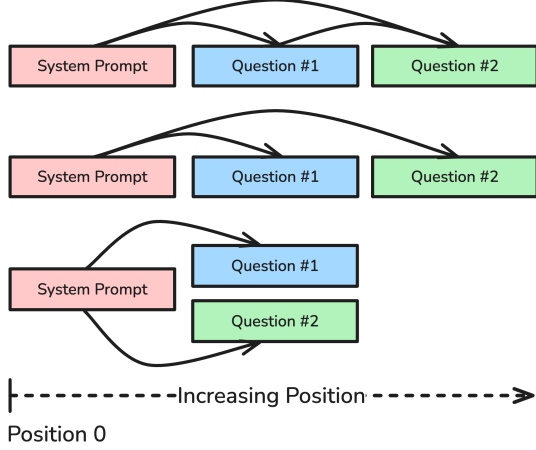 System Prompt
Question #1
Question #2
System Prompt
Question #1
Question #2
System Prompt
Question #1
Question #2
Increasing Position
Position 0